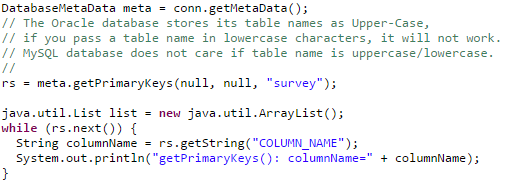 DatabaseMetaData meta = conn.getMetaData();
// The Oracle database stores its table names as Upper-Case,
// if you pass a table name in lowercase characters, it will not work.
// MySQL database does not care if table name is uppercase/lowercase.
//
rs = meta.getPrimaryKeys(null, null, "survey");

java.util.List list = new java.util.ArrayList();
while (rs.next()) {
  String columnName = rs.getString("COLUMN_NAME");
  System.out.println("getPrimaryKeys(): columnName=" + columnName);
}